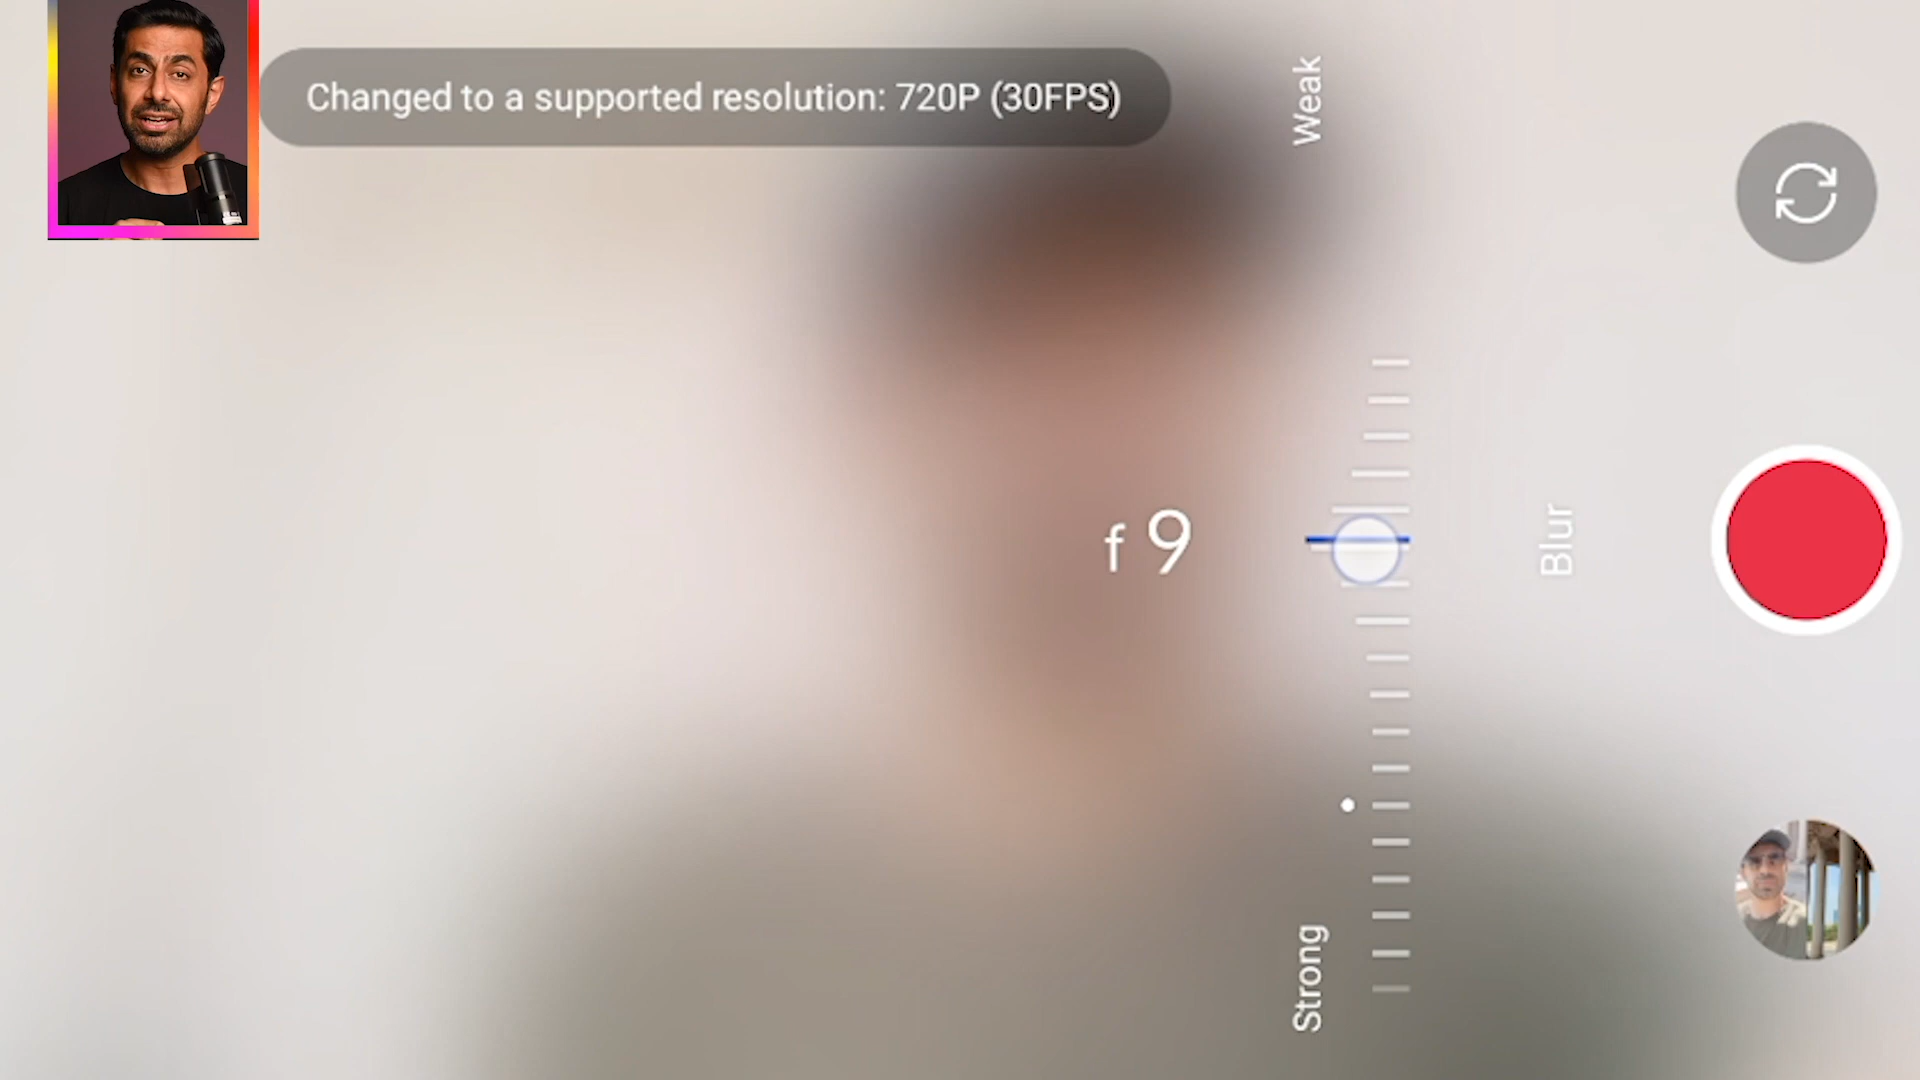 Changed to a supported resolution: 720P (30FPS)
Weak
f 9
Blur
Strong